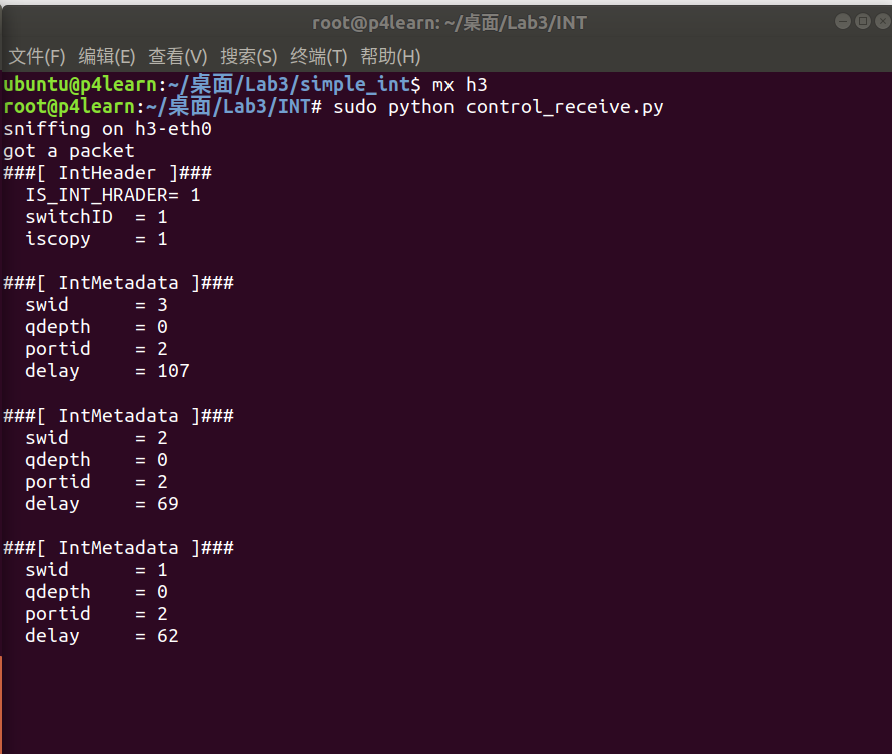 root@p4learn: ~/桌面/Lab3/INT
文件(F) 编辑(E) 查看(V) 搜索(S) 终端(T) 帮助(H)
ubuntu@p4learn:~/桌面/Lab3/simple_int$ mx h3
root@p4learn:~/桌面/Lab3/INT# sudo python control_receive.py
sniffing on h3-eth0
got a packet
###[ IntHeader ]###
  IS_INT_HRADER= 1
  switchID  = 1
  iscopy    = 1
###[ IntMetadata ]###
  swid      = 3
  qdepth    = 0
  portid    = 2
  delay     = 107
###[ IntMetadata ]###
  swid      = 2
  qdepth    = 0
  portid    = 2
  delay     = 69
###[ IntMetadata ]###
  swid      = 1
  qdepth    = 0
  portid    = 2
  delay     = 62